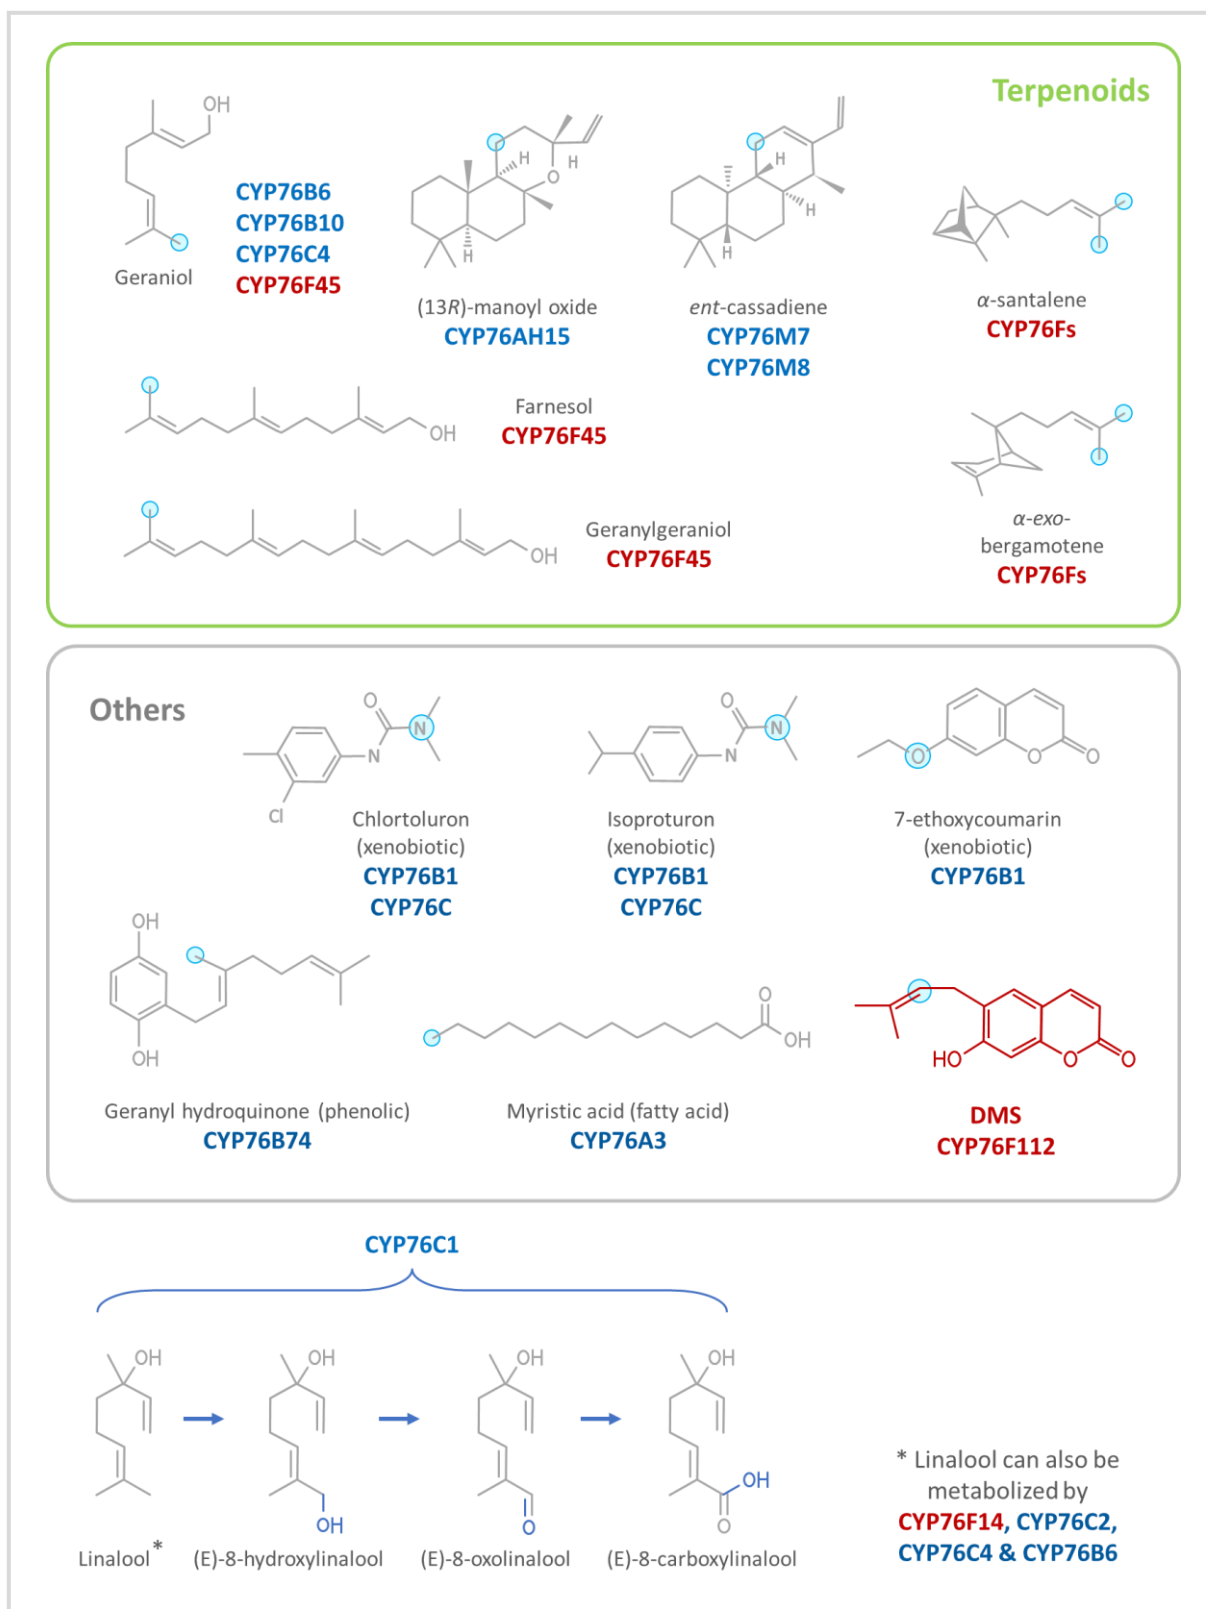 Terpenoids
OH
Geraniol
CYP76B6
CYP76B10
CYP76C4
CYP76F45
H
H
O
H
(13R)-manoyl oxide
CYP76AH15
H
H
H
ent-cassadiene
CYP76M7
CYP76M8
α-santalene
CYP76Fs
OH
Farnesol
CYP76F45
OH
Geranylgeraniol
CYP76F45
α-exo-
bergamotene
CYP76Fs
Others
O
N
N
Cl
Chlortoluron
(xenobiotic)
CYP76B1
CYP76C
O
N
N
Isoproturon
(xenobiotic)
CYP76B1
CYP76C
O
O
O
7-ethoxycoumarin
(xenobiotic)
CYP76B1
OH
OH
Geranyl hydroquinone (phenolic)
CYP76B74
O
OH
Myristic acid (fatty acid)
CYP76A3
HO
O
O
DMS
CYP76F112
CYP76C1
OH
Linalool*
OH
OH
(E)-8-hydroxylinalool
OH
O
(E)-8-oxolinalool
OH
OH
O
(E)-8-carboxylinalool
* Linalool can also be
metabolized by
CYP76F14, CYP76C2,
CYP76C4 & CYP76B6